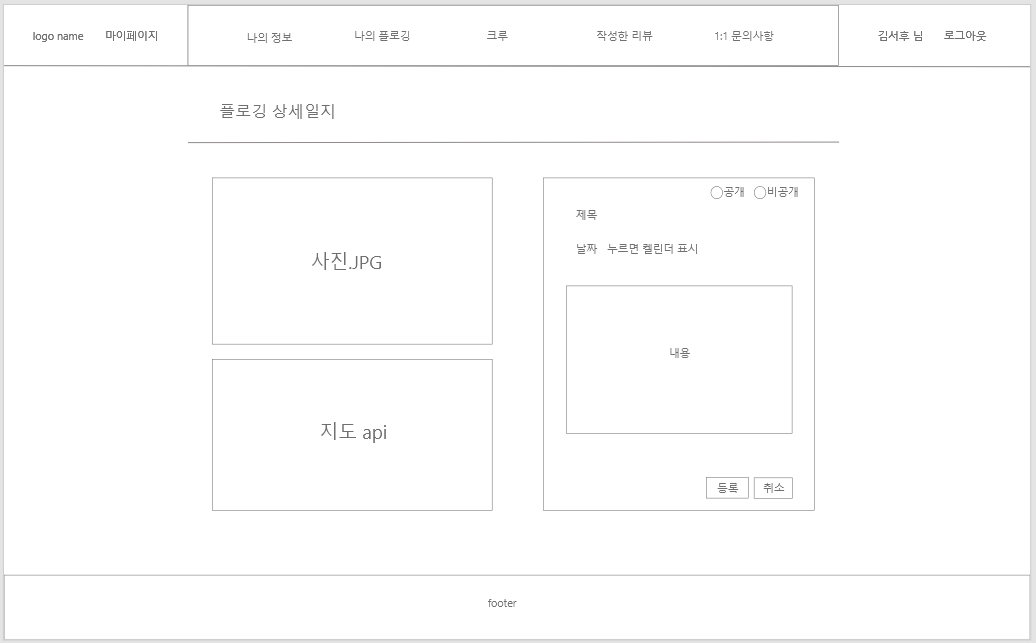 logo name 마이페이지 나의 정보 나의 플로깅 크루 작성한 리뷰 1:1 문의사항 김서후 님 로그아웃
플로깅 상세일지
사진.JPG
지도 api
공개 비공개
제목
날짜 누르면 켈린더 표시
내용
등록 취소
footer